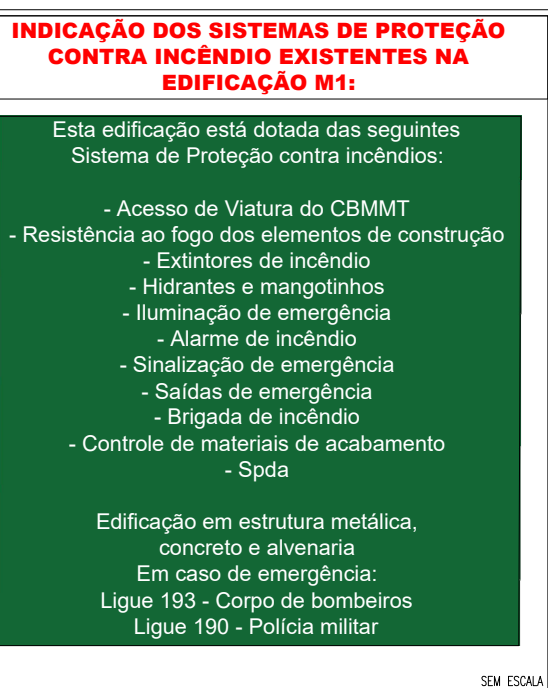 INDICAÇÃO DOS SISTEMAS DE PROTEÇÃO
CONTRA INCÊNDIO EXISTENTES NA
EDIFICAÇÃO M1:
Esta edificação está dotada das seguintes
Sistema de Proteção contra incêndios:
- Acesso de Viatura do CBMMT
- Resistência ao fogo dos elementos de construção
- Extintores de incêndio
- Hidrantes e mangotinhos
- Iluminação de emergência
- Alarme de incêndio
- Sinalização de emergência
- Saídas de emergência
- Brigada de incêndio
- Controle de materiais de acabamento
- Spda
Edificação em estrutura metálica,
concreto e alvenaria
Em caso de emergência:
Ligue 193 - Corpo de bombeiros
Ligue 190 - Polícia militar
SEM ESCALA